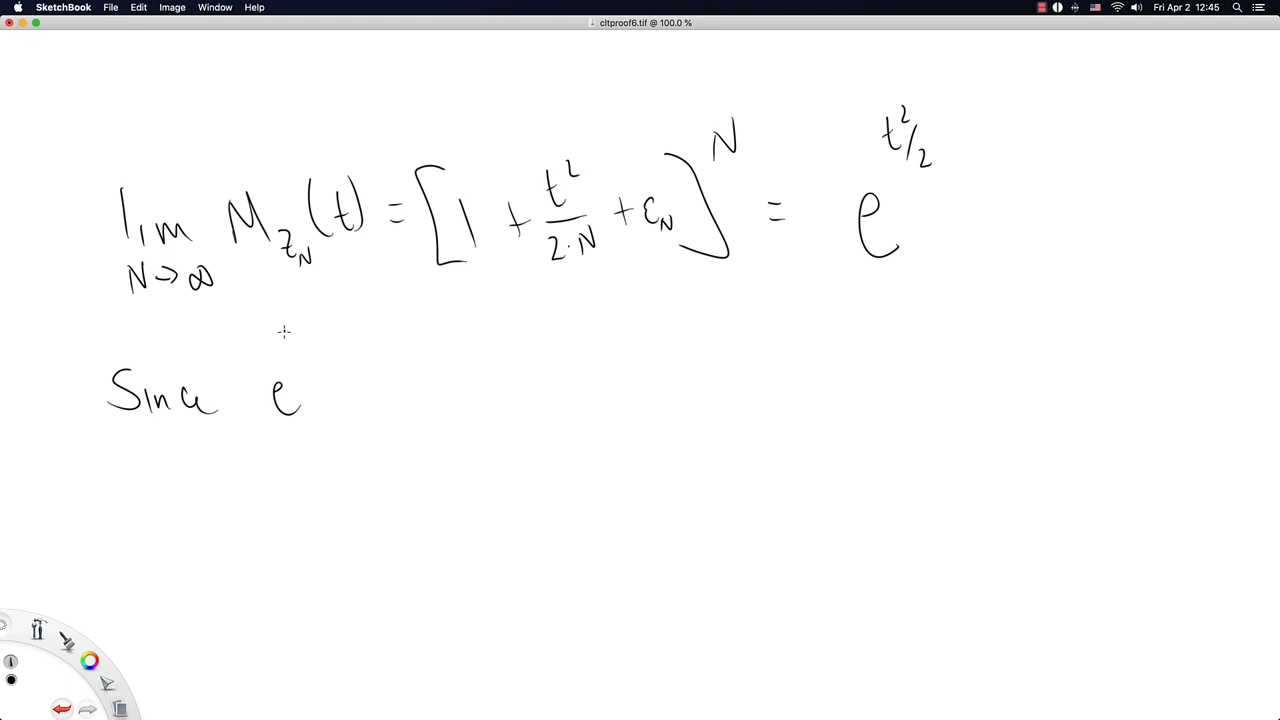 SketchBook File Edit Image Window Help Fri Apr 2 12:45
cltproof6.tif @ 100.0 %
lim N→∞ M_{Z_N}(t) = [1 + t²/(2·N) + ε_N]^N = e^{t²/2}
Since e